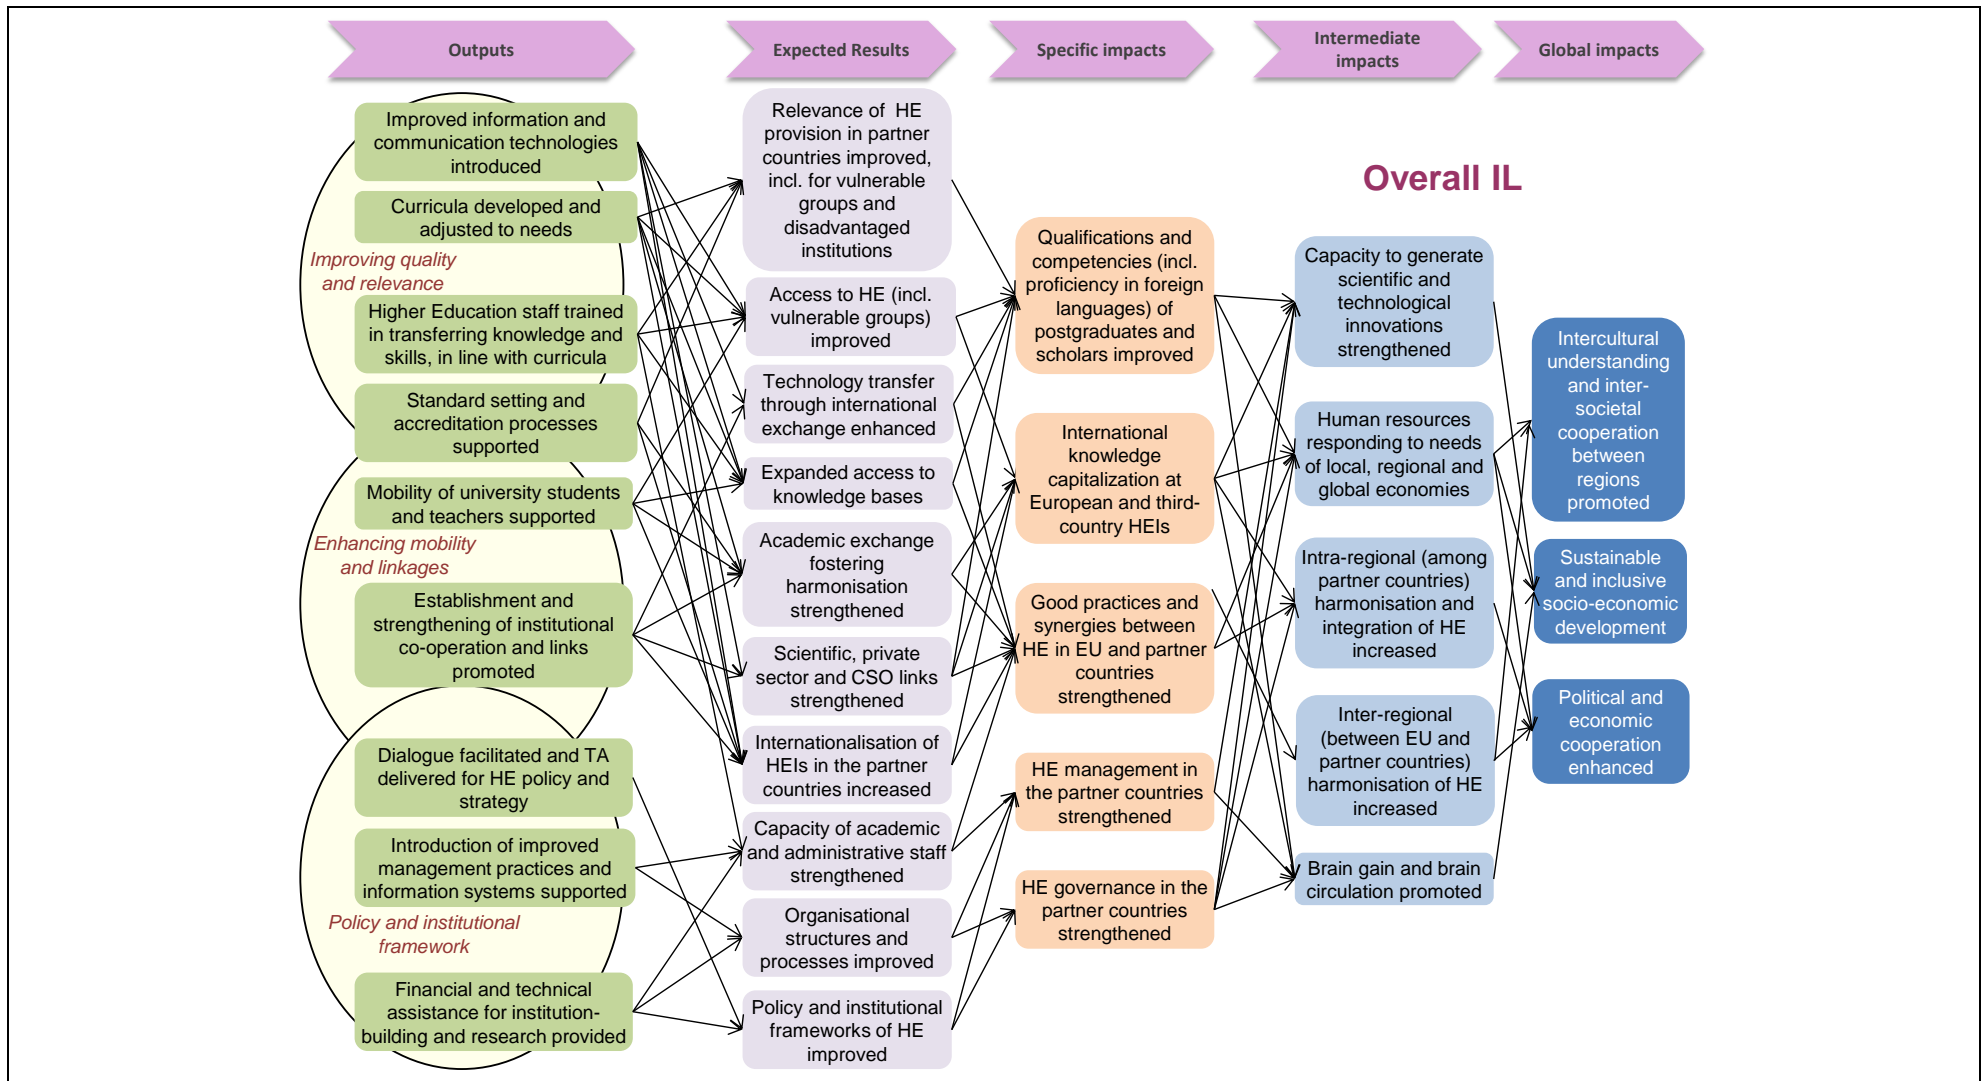 Outputs
Expected Results
Specific impacts
Intermediate
impacts
Global impacts
Overall IL
Improved information and
communication technologies
introduced
Curricula developed and
adjusted to needs
Improving quality
and relevance
Higher Education staff trained
in transferring knowledge and
skills, in line with curricula
Standard setting and
accreditation processes
supported
Mobility of university students
and teachers supported
Enhancing mobility
and linkages
Establishment and
strengthening of institutional
co-operation and links
promoted
Dialogue facilitated and TA
delivered for HE policy and
strategy
Introduction of improved
management practices and
information systems supported
Policy and institutional
framework
Financial and technical
assistance for institution-
building and research provided
Relevance of HE
provision in partner
countries improved,
incl. for vulnerable
groups and
disadvantaged
institutions
Access to HE (incl.
vulnerable groups)
improved
Technology transfer
through international
exchange enhanced
Expanded access to
knowledge bases
Academic exchange
fostering
harmonisation
strengthened
Scientific, private
sector and CSO links
strengthened
Internationalisation of
HEIs in the partner
countries increased
Capacity of academic
and administrative staff
strengthened
Organisational
structures and
processes improved
Policy and institutional
frameworks of HE
improved
Qualifications and
competencies (incl.
proficiency in foreign
languages) of
postgraduates and
scholars improved
International
knowledge
capitalization at
European and third-
country HEIs
Good practices and
synergies between
HE in EU and partner
countries
strengthened
HE management in
the partner countries
strengthened
HE governance in the
partner countries
strengthened
Capacity to generate
scientific and
technological
innovations
strengthened
Human resources
responding to needs
of local, regional and
global economies
Intra-regional (among
partner countries)
harmonisation and
integration of HE
increased
Inter-regional
(between EU and
partner countries)
harmonisation of HE
increased
Brain gain and brain
circulation promoted
Intercultural
understanding
and inter-
societal
cooperation
between
regions
promoted
Sustainable
and inclusive
socio-economic
development
Political and
economic
cooperation
enhanced